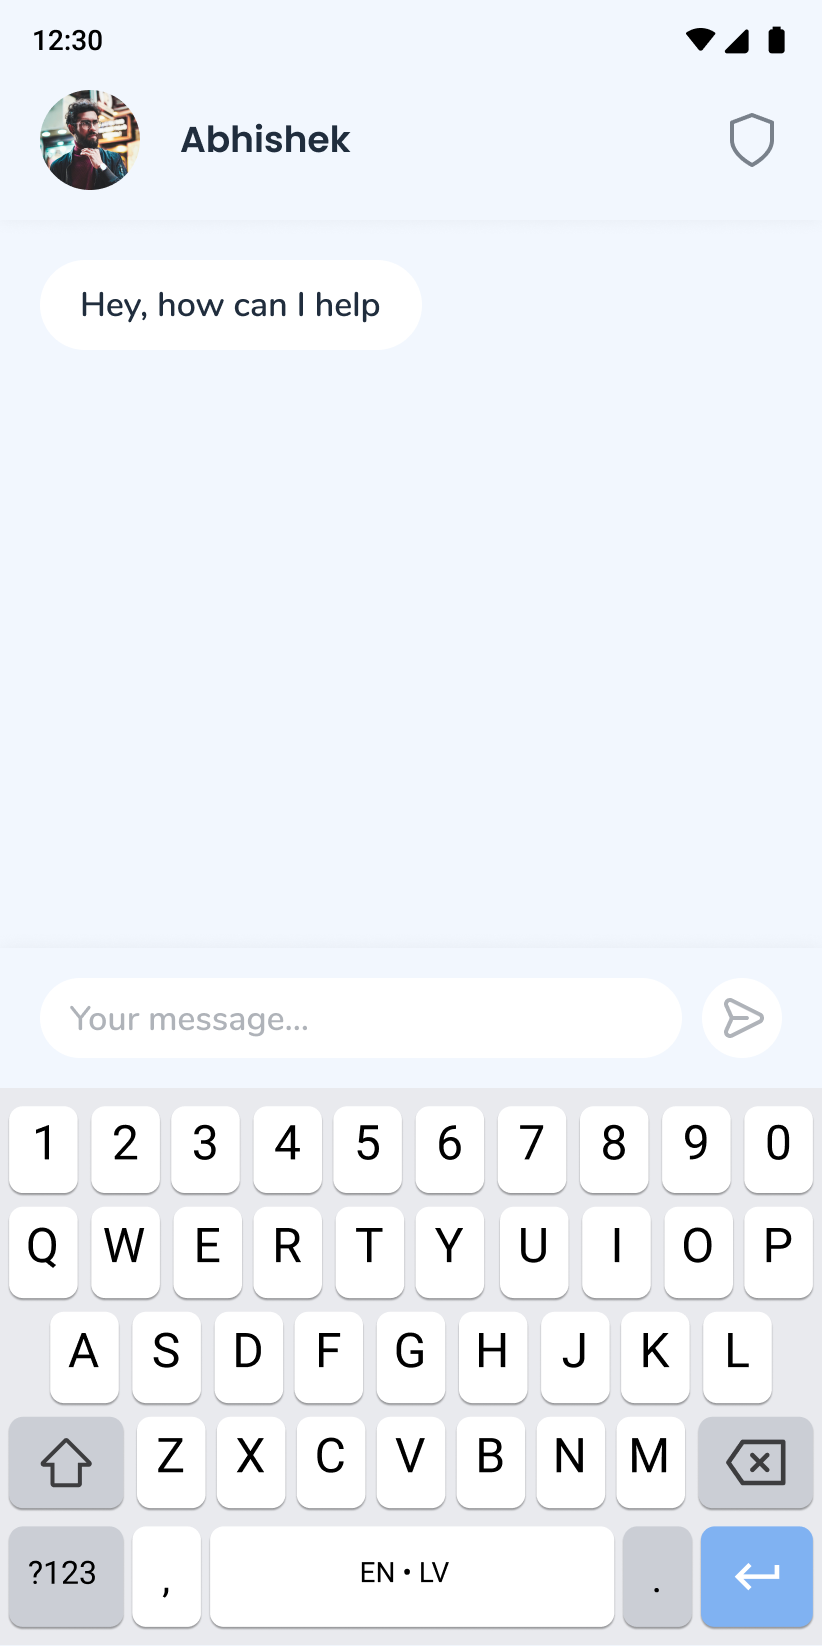 12:30
Abhishek
Hey, how can I help
Your message...
1 2 3 4 5 6 7 8 9 0
Q W E R T Y U I O P
A S D F G H J K L
Z X C V B N M
?123 , EN • LV .